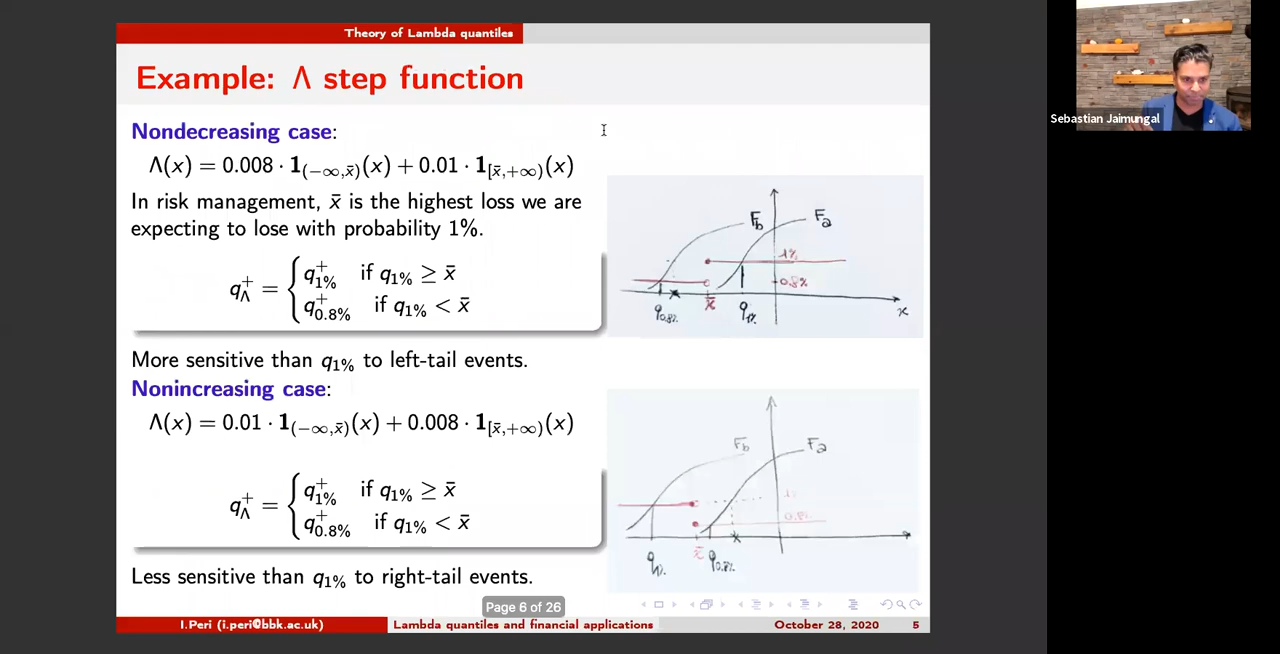 Theory of Lambda quantiles
Example: Λ step function
Nondecreasing case:
Λ(x) = 0.008 · 1₍₋∞,x̄₎(x) + 0.01 · 1[x̄,+∞)(x)
In risk management, x̄ is the highest loss we are
expecting to lose with probability 1%.
q⁺Λ = { q⁺1% if q1% ≥ x̄
q⁺0.8% if q1% < x̄
More sensitive than q1% to left-tail events.
Nonincreasing case:
Λ(x) = 0.01 · 1₍₋∞,x̄₎(x) + 0.008 · 1[x̄,+∞)(x)
q⁺Λ = { q⁺1% if q1% ≥ x̄
q⁺0.8% if q1% < x̄
Less sensitive than q1% to right-tail events.
Fb Fa
1%
0.8%
q0.8% x̄ q1% x
Fb Fa
0.8%
x̄ q0.8%
Page 6 of 26
I.Peri (i.peri@bbk.ac.uk) Lambda quantiles and financial applications October 28, 2020 5
Sebastian Jaimungal